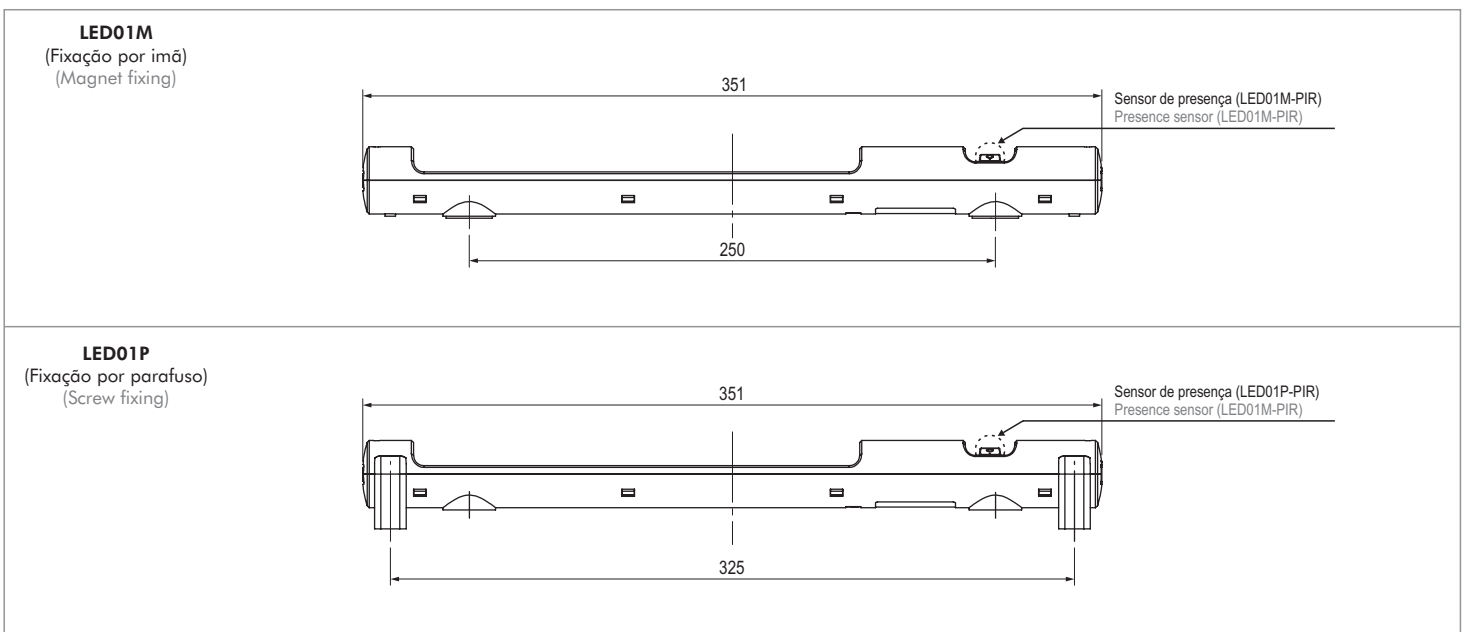 LED01M
(Fixação por imã)
(Magnet fixing)
351
Sensor de presença (LED01M-PIR)
Presence sensor (LED01M-PIR)
250
LED01P
(Fixação por parafuso)
(Screw fixing)
351
Sensor de presença (LED01P-PIR)
Presence sensor (LED01M-PIR)
325